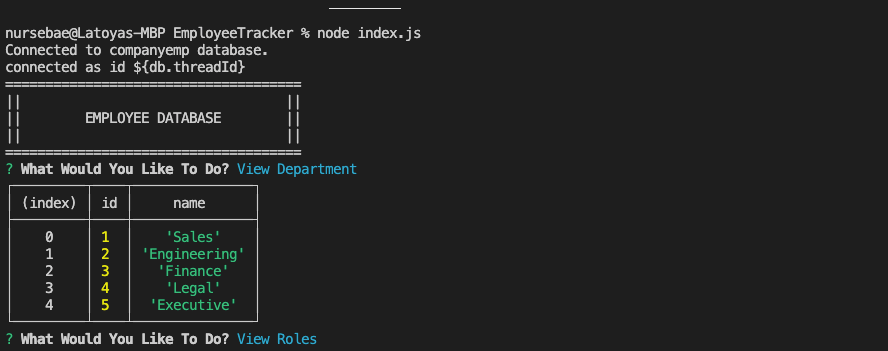 nursebae@Latoyas-MBP EmployeeTracker % node index.js
Connected to companyemp database.
connected as id ${db.threadId}
=====================================
||                                 ||
||        EMPLOYEE DATABASE        ||
||                                 ||
=====================================
? What Would You Like To Do? View Department
(index) id name
0 1 'Sales'
1 2 'Engineering'
2 3 'Finance'
3 4 'Legal'
4 5 'Executive'
? What Would You Like To Do? View Roles